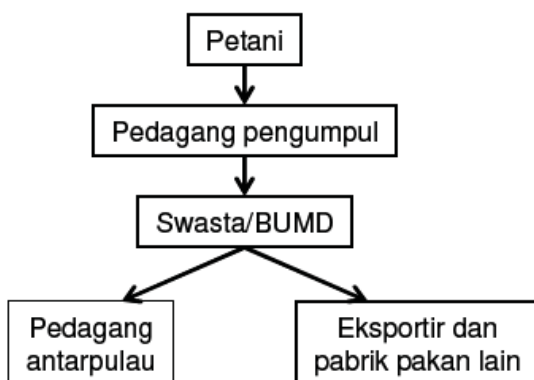 Petani
Pedagang pengumpul
Swasta/BUMD
Pedagang
antarpulau
Eksportir dan
pabrik pakan lain